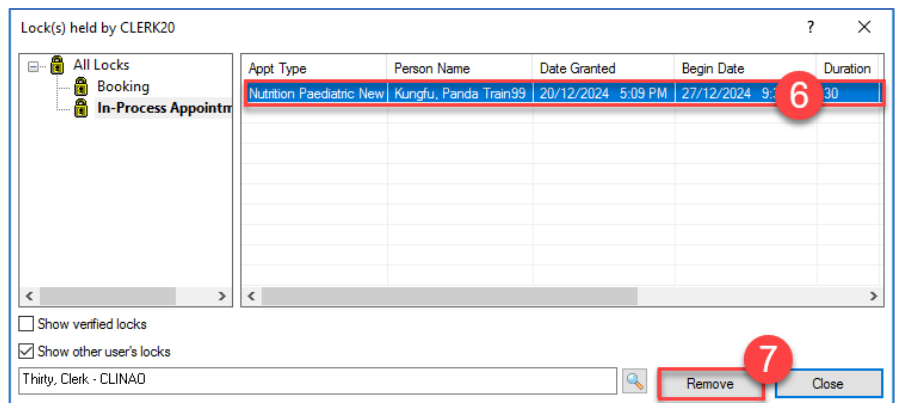 Lock(s) held by CLERK20 ? ×
All Locks
Booking
In-Process Appointm
Appt Type Person Name Date Granted Begin Date Duration
Nutrition Paediatric New Kungfu, Panda Train99 20/12/2024 5:09 PM 27/12/2024 9: 30
6
Show verified locks
Show other user's locks
7
Thirty, Clerk - CLINAO Remove Close